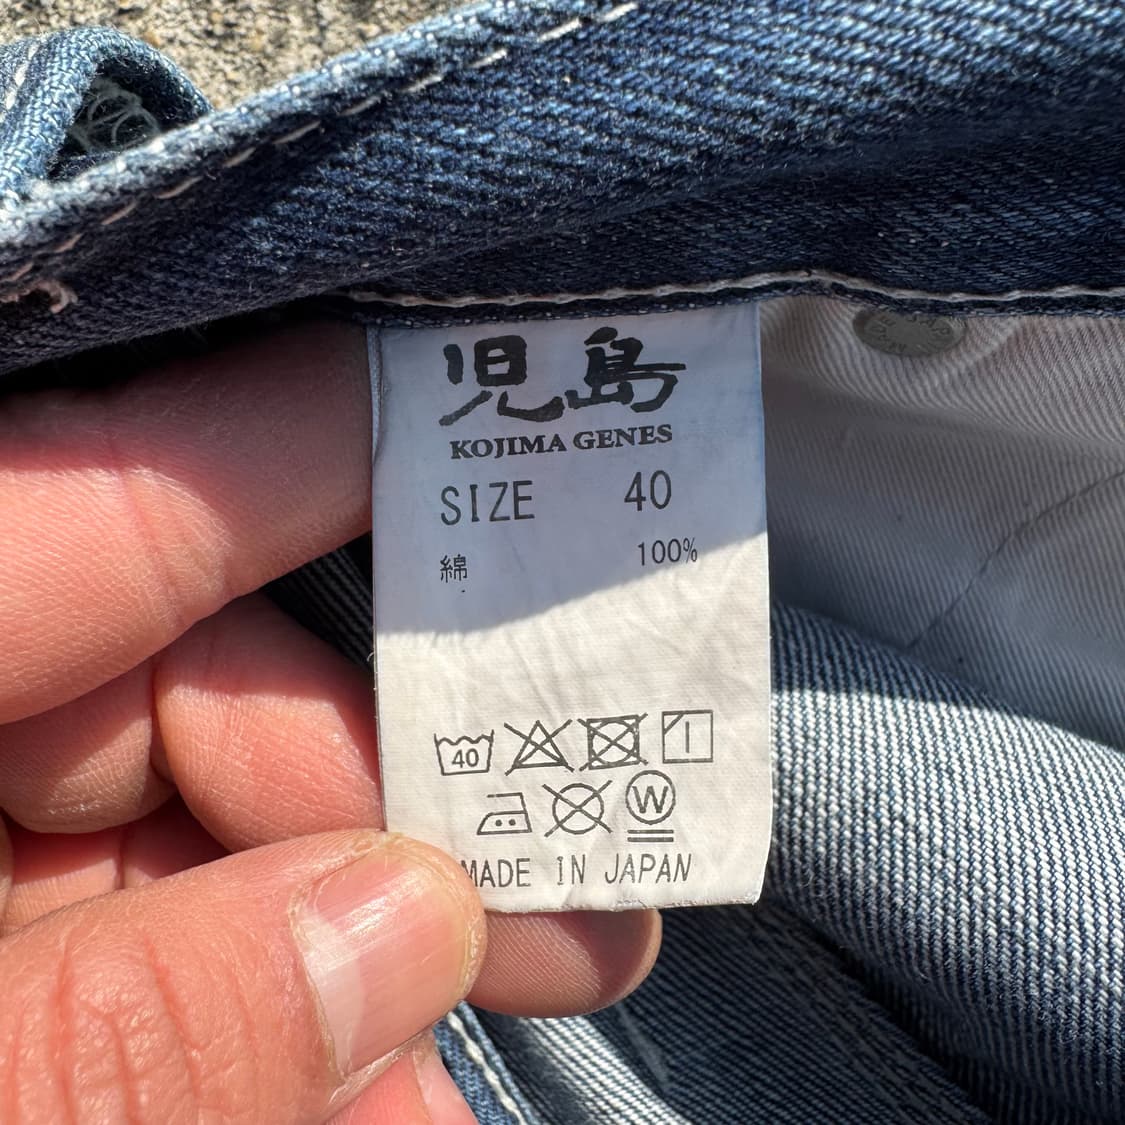 児島
KOJIMA GENES
SIZE 40
綿 100%
40
W
MADE IN JAPAN